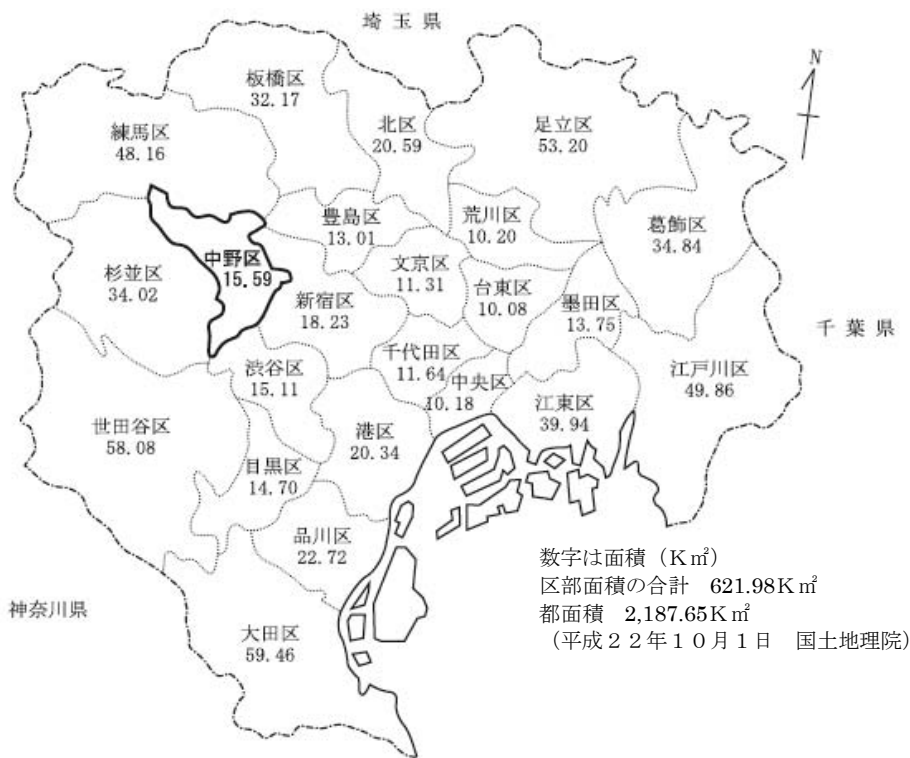 埼玉県
N
板橋区
32.17
北区
20.59
足立区
53.20
練馬区
48.16
豊島区
13.01
荒川区
10.20
葛飾区
34.84
中野区
15.59
文京区
11.31
台東区
10.08
杉並区
34.02
新宿区
18.23
墨田区
13.75
千葉県
千代田区
11.64
渋谷区
15.11
中央区
10.18
江戸川区
49.86
江東区
39.94
世田谷区
58.08
港区
20.34
目黒区
14.70
品川区
22.72
神奈川県
大田区
59.46
数字は面積（K㎡）
区部面積の合計　621.98K㎡
都面積　2,187.65K㎡
（平成２２年１０月１日　国土地理院）